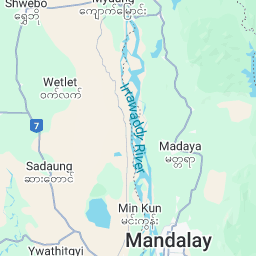 Myaung
ကျောက်မြောင်း
Shwebo
ရွှေဘို
Wetlet
ဝက်လက်
Irrawaddy River
7
Madaya
မတ္တရာ
Sadaung
ဆားတောင်
Min Kun
မင်းကွန်း
Mandalay
Ywathitgyi